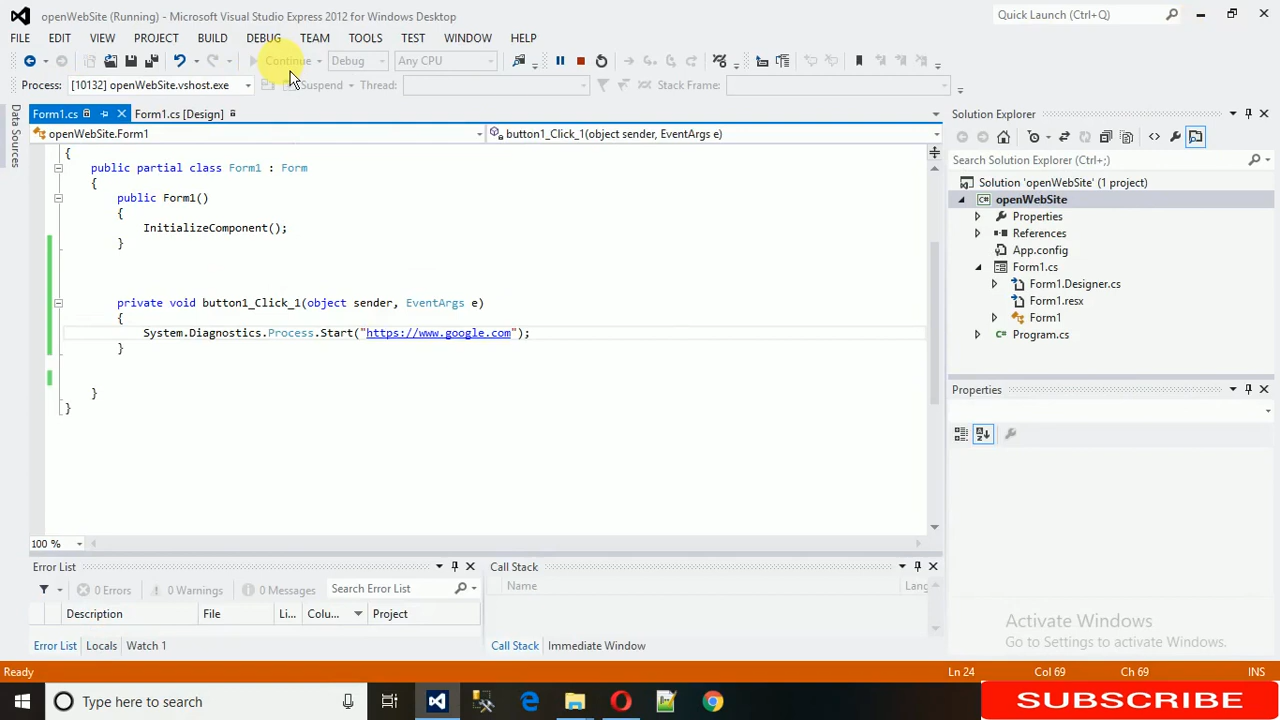 openWebSite (Running) - Microsoft Visual Studio Express 2012 for Windows Desktop
Quick Launch (Ctrl+Q)
FILE EDIT VIEW PROJECT BUILD DEBUG TEAM TOOLS TEST WINDOW HELP
Continue Debug Any CPU
Process: [10132] openWebSite.vshost.exe Suspend Thread: Stack Frame:
Data Sources
Form1.cs Form1.cs [Design]
openWebSite.Form1 button1_Click_1(object sender, EventArgs e)
{
public partial class Form1 : Form
{
public Form1()
{
InitializeComponent();
}
private void button1_Click_1(object sender, EventArgs e)
{
System.Diagnostics.Process.Start("https://www.google.com");
}
}
}
100 %
Solution Explorer
Search Solution Explorer (Ctrl+;)
Solution 'openWebSite' (1 project)
openWebSite
Properties
References
App.config
Form1.cs
Form1.Designer.cs
Form1.resx
Form1
Program.cs
Properties
Error List
0 Errors 0 Warnings 0 Messages Search Error List
Description File Li... Colu... Project
Error List Locals Watch 1
Call Stack
Name Lang
Call Stack Immediate Window
Activate Windows
Go to Settings to activate Windows.
Ready Ln 24 Col 69 Ch 69 INS
Type here to search
SUBSCRIBE